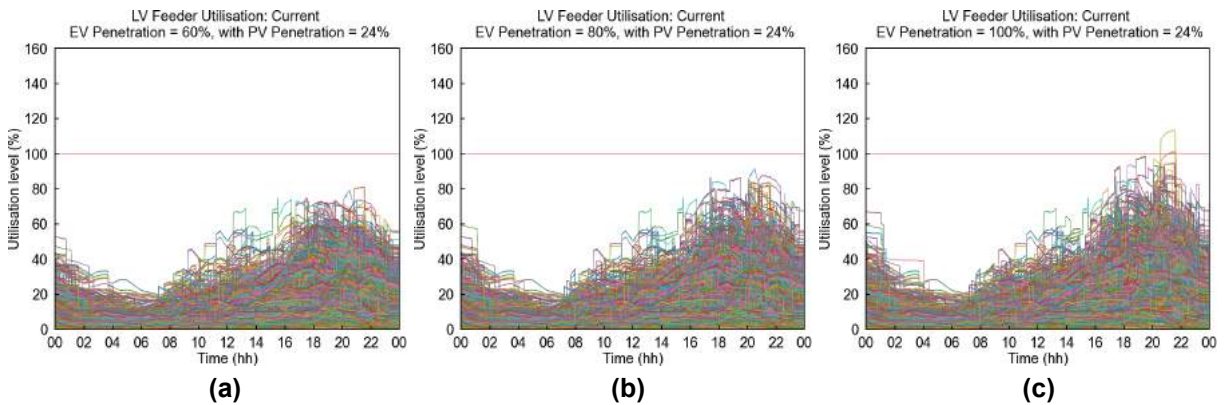 LV Feeder Utilisation: Current
EV Penetration = 60%, with PV Penetration = 24%
160
140
120
100
80
60
40
20
0
Utilisation level (%)
00 02 04 06 08 10 12 14 16 18 20 22 00
Time (hh)
(a)
LV Feeder Utilisation: Current
EV Penetration = 80%, with PV Penetration = 24%
160
140
120
100
80
60
40
20
0
Utilisation level (%)
00 02 04 06 08 10 12 14 16 18 20 22 00
Time (hh)
(b)
LV Feeder Utilisation: Current
EV Penetration = 100%, with PV Penetration = 24%
160
140
120
100
80
60
40
20
0
Utilisation level (%)
00 02 04 06 08 10 12 14 16 18 20 22 00
Time (hh)
(c)